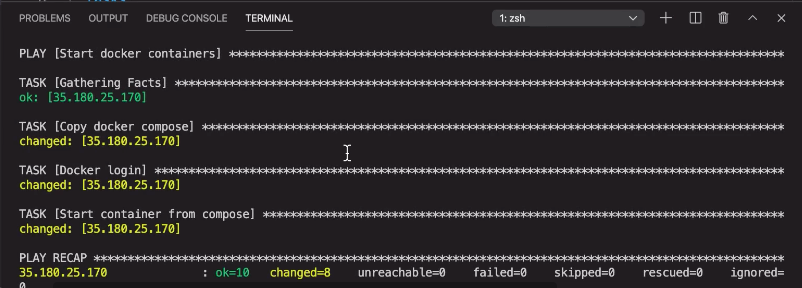 PROBLEMS OUTPUT DEBUG CONSOLE TERMINAL 1: zsh
PLAY [Start docker containers] **********************************************************************************
TASK [Gathering Facts] ******************************************************************************************
ok: [35.180.25.170]
TASK [Copy docker compose] **************************************************************************************
changed: [35.180.25.170]
TASK [Docker login] *********************************************************************************************
changed: [35.180.25.170]
TASK [Start container from compose] *****************************************************************************
changed: [35.180.25.170]
PLAY RECAP ******************************************************************************************************
35.180.25.170 : ok=10 changed=8 unreachable=0 failed=0 skipped=0 rescued=0 ignored=
0